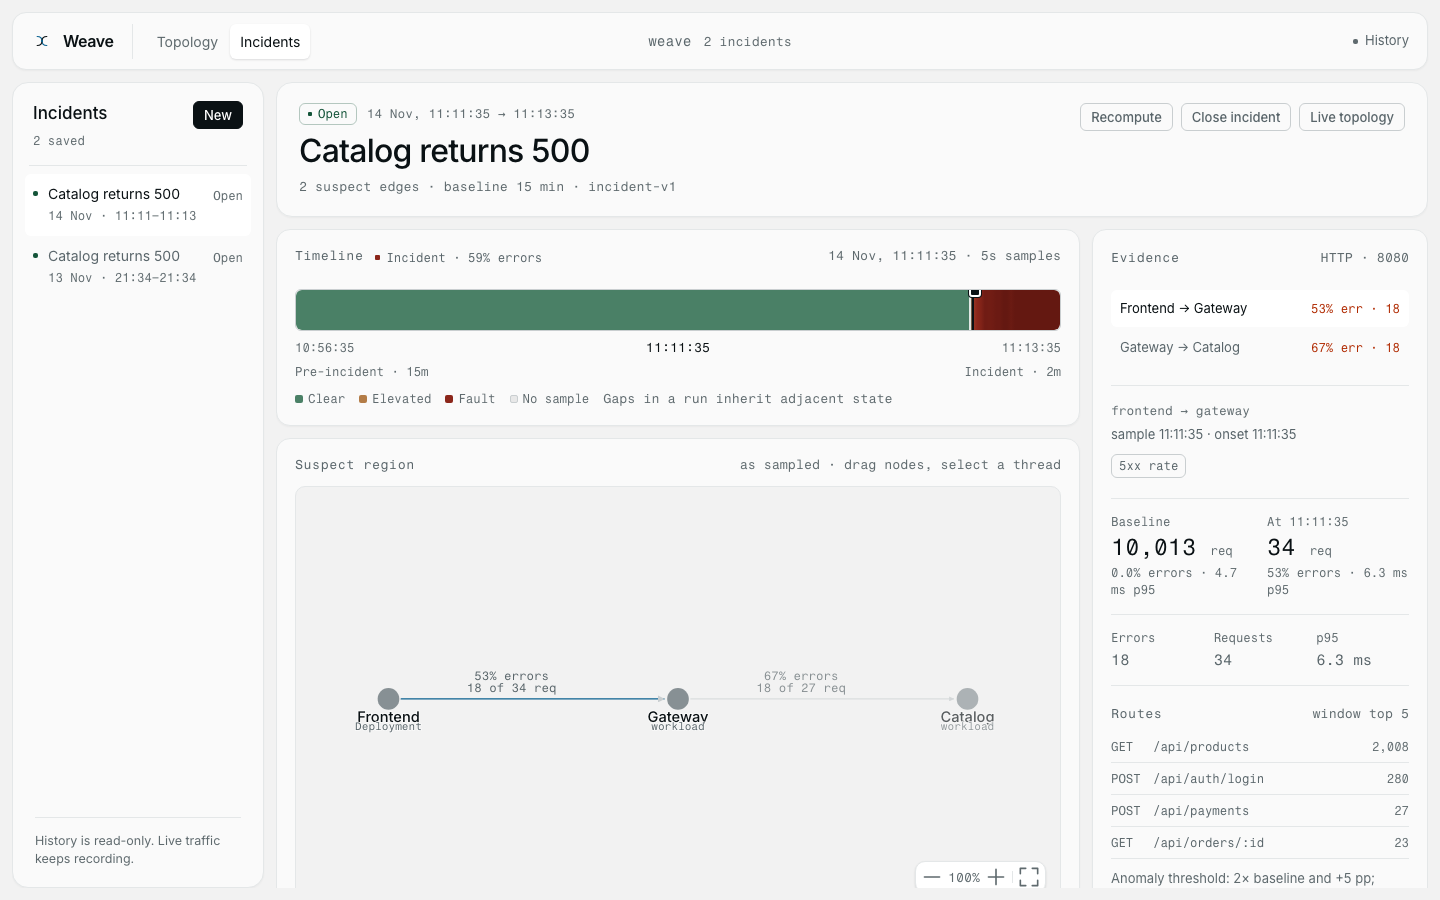 Weave
Topology
Incidents
weave 2 incidents
History
Incidents
New
2 saved
Catalog returns 500
Open
14 Nov · 11:11–11:13
Catalog returns 500
Open
13 Nov · 21:34–21:34
History is read-only. Live traffic
keeps recording.
Open
14 Nov, 11:11:35 → 11:13:35
Recompute
Close incident
Live topology
Catalog returns 500
2 suspect edges · baseline 15 min · incident-v1
Timeline
Incident · 59% errors
14 Nov, 11:11:35 · 5s samples
10:56:35
11:11:35
11:13:35
Pre-incident · 15m
Incident · 2m
Clear
Elevated
Fault
No sample
Gaps in a run inherit adjacent state
Suspect region
as sampled · drag nodes, select a thread
53% errors
18 of 34 req
67% errors
18 of 27 req
Frontend
Deployment
Gateway
workload
Catalog
workload
100%
Evidence
HTTP · 8080
Frontend → Gateway
53% err · 18
Gateway → Catalog
67% err · 18
frontend → gateway
sample 11:11:35 · onset 11:11:35
5xx rate
Baseline
At 11:11:35
10,013 req
34 req
0.0% errors · 4.7
ms p95
53% errors · 6.3 ms
p95
Errors
Requests
p95
18
34
6.3 ms
Routes
window top 5
GET /api/products 2,008
POST /api/auth/login 280
POST /api/payments 27
GET /api/orders/:id 23
Anomaly threshold: 2× baseline and +5 pp;